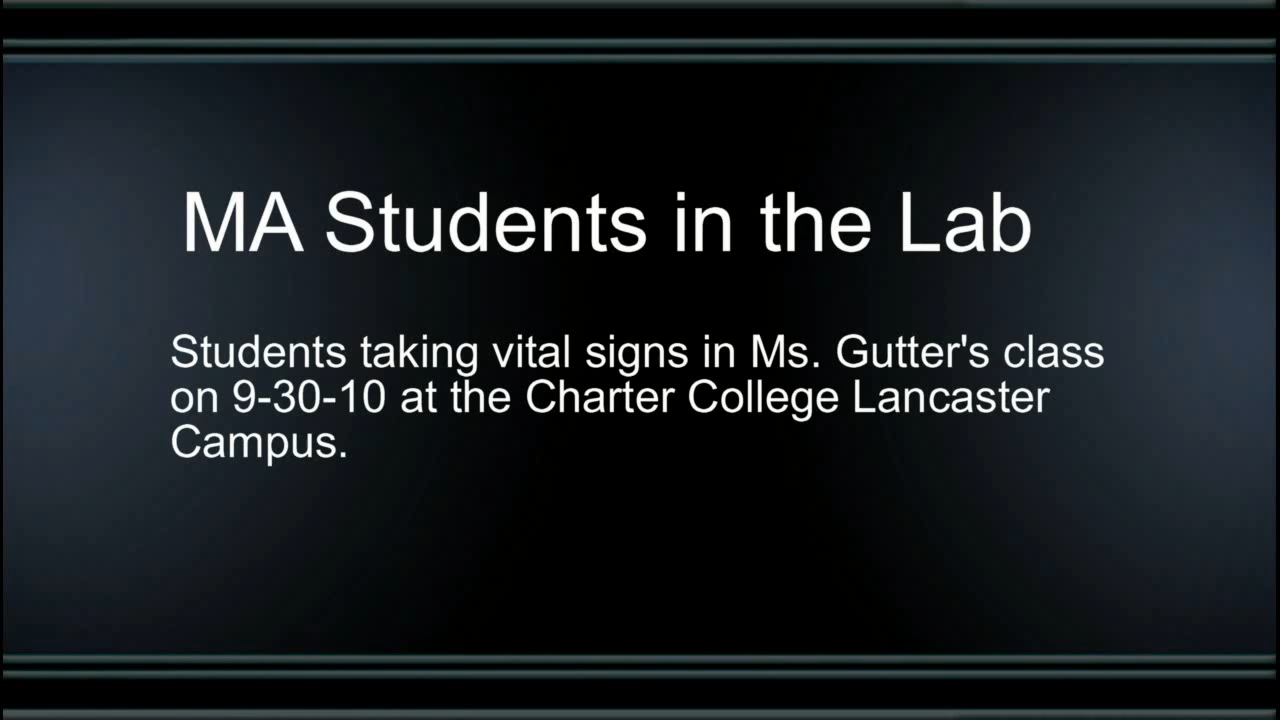 MA Students in the Lab
Students taking vital signs in Ms. Gutter's class
on 9-30-10 at the Charter College Lancaster
Campus.